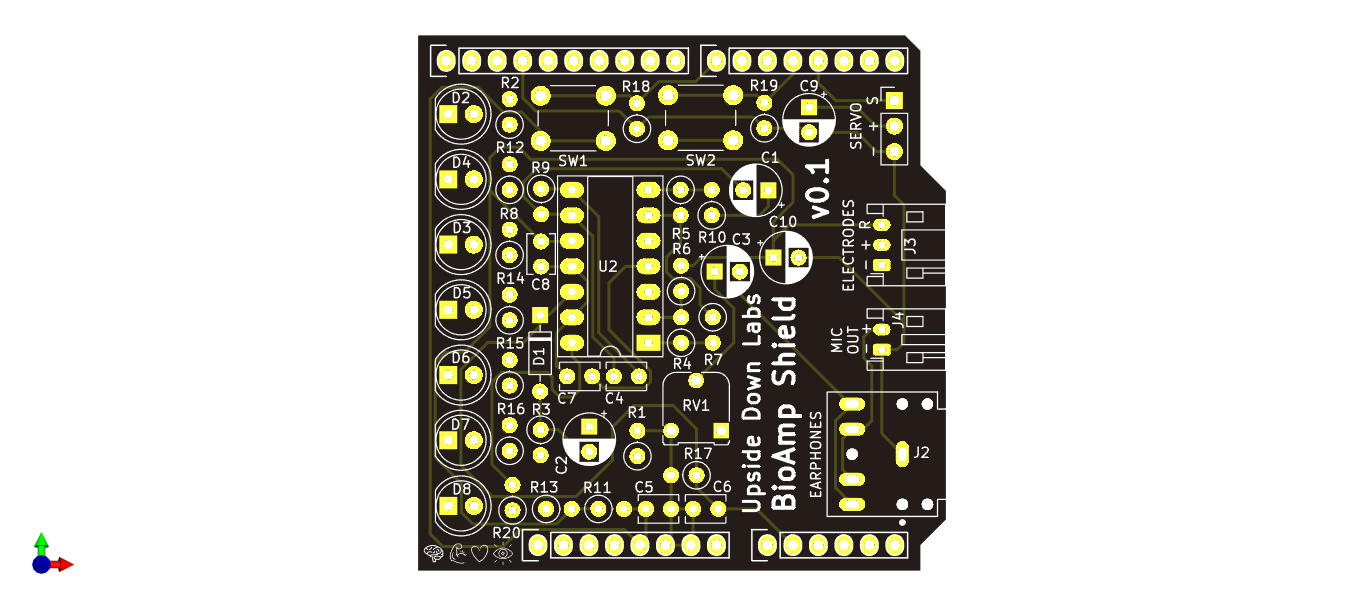 R2
R18
R19
C9
+
D2
S
+
-
SERVO
R12
SW1
SW2
C1
+
D4
R9
v0.1
R8
D3
R5
R10
C3
+
C10
+
R6
U2
ELECTRODES
- + R
J3
C8
R14
D5
J4
MIC
OUT
- +
D1
R15
D6
R4
R7
C7
C4
RV1
Upside Down Labs
BioAmp Shield
R16
R3
+
R1
D7
C2
R17
EARPHONES
J2
D8
R13
R11
C5
C6
R20